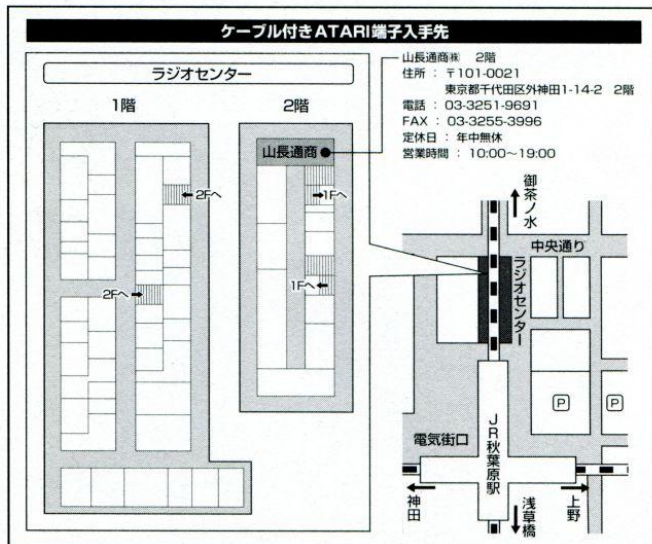 ケーブル付きATARI端子入手先
ラジオセンター
1階
2階
山長通商
2Fへ
1Fへ
1Fへ
2Fへ
山長通商㈱ 2階
住所 : 〒101-0021
東京都千代田区外神田1-14-2 2階
電話 : 03-3251-9691
FAX : 03-3255-3996
定休日 : 年中無休
営業時間 : 10:00〜19:00
御茶ノ水
中央通り
ラジオセンター
P
P
電気街口
JR秋葉原駅
神田
浅草橋
上野